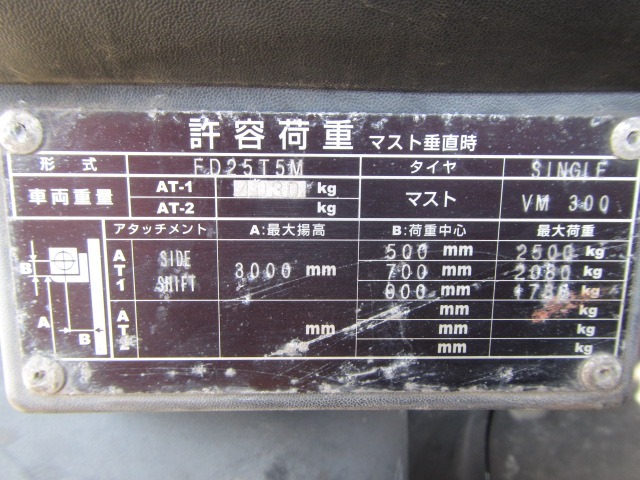 許容荷重 マスト垂直時
形式 FD25T5M タイヤ SINGLE
車両重量 AT-1 kg マスト VM 300
AT-2 kg
アタッチメント A:最大揚高 B:荷重中心 最大荷重
B A B
AT1 SIDE SHIFT 3000 mm 500 mm 2500 kg
700 mm 2080 kg
900 mm kg
mm mm kg
mm kg
mm kg